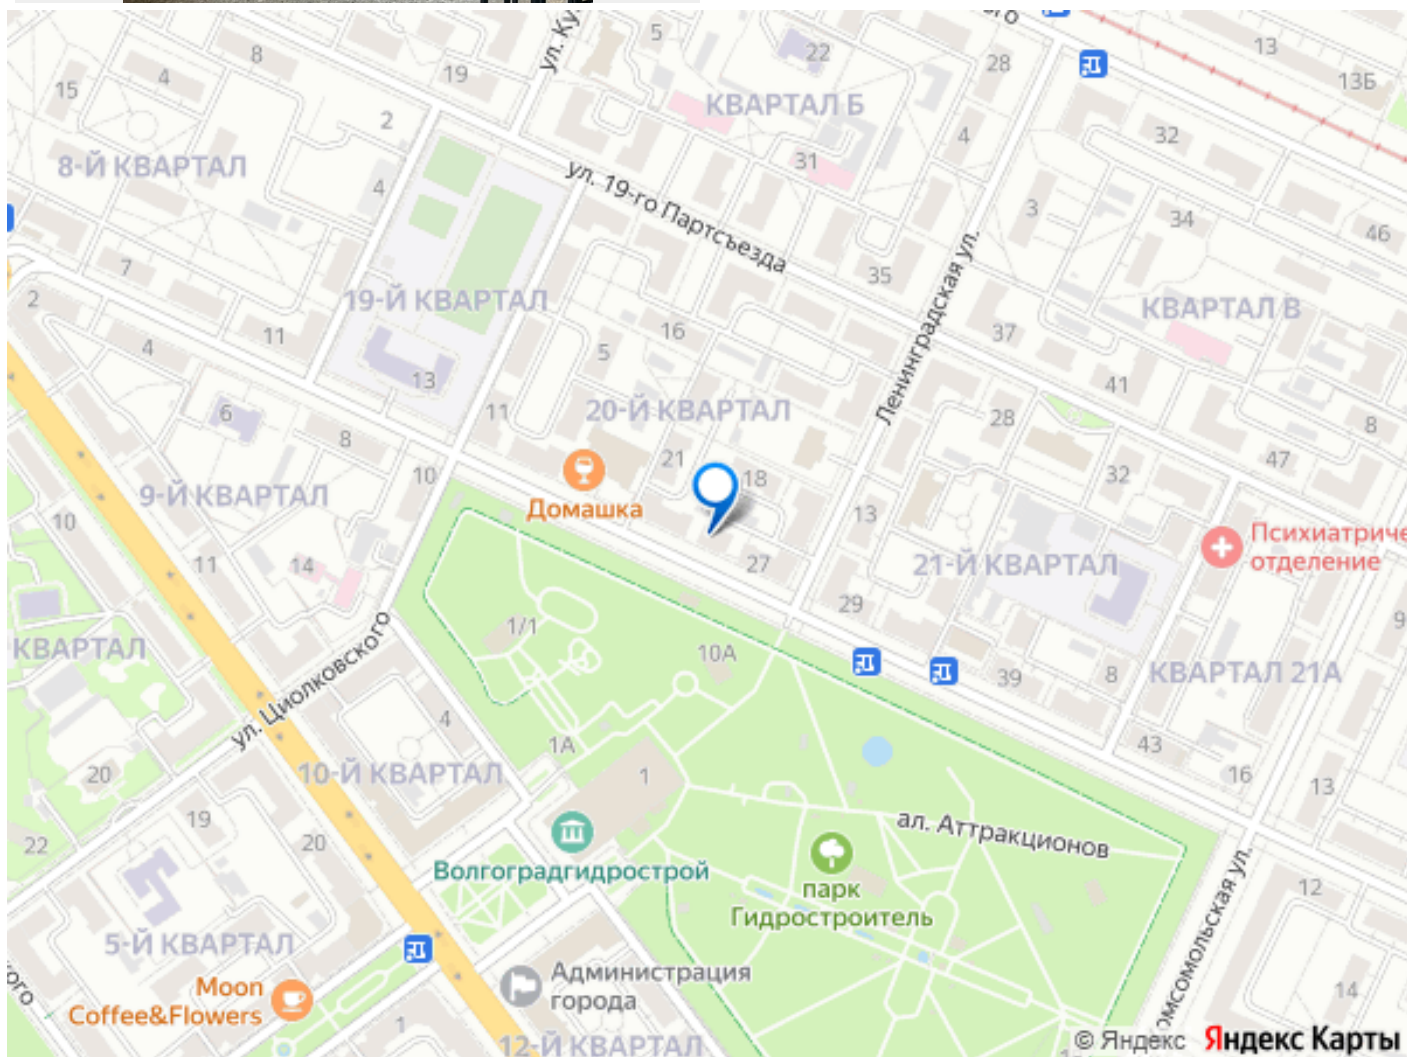 5
22
13
8
28
15
4
19
ул. Ку
13Б
КВАРТАЛ Б
2
4
32
8-Й КВАРТАЛ
31
4
ул. 19-го Партсъезда
3
34
46
7
35
Ленинградская ул.
2
19-Й КВАРТАЛ
КВАРТАЛ В
11
16
37
4
5
13
41
6
11
20-Й КВАРТАЛ
28
8
8
21
47
10
18
32
9-Й КВАРТАЛ
Домашка
13
10
Психиатриче
отделение
11
14
27
21-Й КВАРТАЛ
29
1/1
9
КВАРТАЛ
10А
ул. Циолковского
39
8
КВАРТАЛ 21А
4
1А
43
10-Й КВАРТАЛ
1
16
20
13
19
20
ал. Аттракционов
22
Волгоградгидрострой
парк
Гидростроитель
12
5-Й КВАРТАЛ
омсомольская ул.
Администрация
города
Moon
Coffee&Flowers
14
ого
1
12-Й КВАРТАЛ
© Яндекс Яндекс Карты